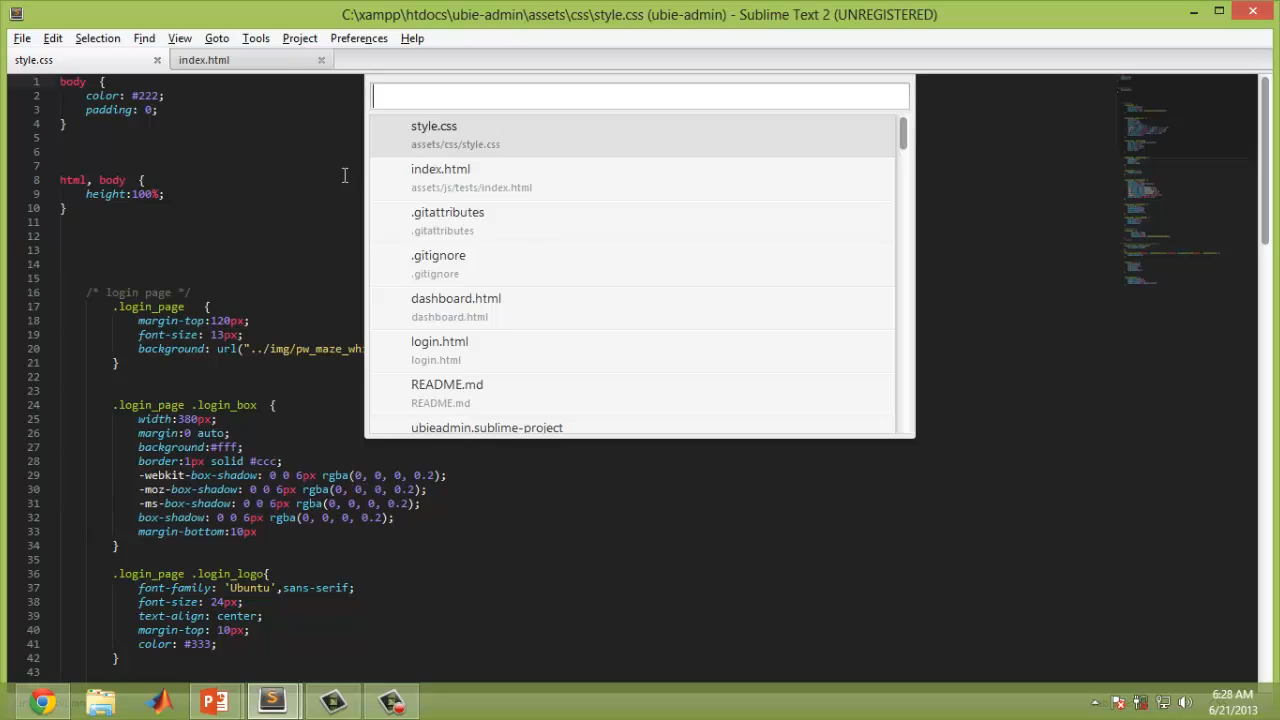 C:\xampp\htdocs\ubie-admin\assets\css\style.css (ubie-admin) - Sublime Text 2 (UNREGISTERED)
File Edit Selection Find View Goto Tools Project Preferences Help
style.css index.html
1 body {
2 color: #222;
3 padding: 0;
4 }
5
6
7
8 html, body {
9 height:100%;
10 }
11
12
13
14
15
16 /* login page */
17 .login_page {
18 margin-top:120px;
19 font-size: 13px;
20 background: url("../img/pw_maze_whi
21 }
22
23
24 .login_page .login_box {
25 width:380px;
26 margin:0 auto;
27 background:#fff;
28 border:1px solid #ccc;
29 -webkit-box-shadow: 0 0 6px rgba(0, 0, 0, 0.2);
30 -moz-box-shadow: 0 0 6px rgba(0, 0, 0, 0.2);
31 -ms-box-shadow: 0 0 6px rgba(0, 0, 0, 0.2);
32 box-shadow: 0 0 6px rgba(0, 0, 0, 0.2);
33 margin-bottom:10px
34 }
35
36 .login_page .login_logo{
37 font-family: 'Ubuntu',sans-serif;
38 font-size: 24px;
39 text-align: center;
40 margin-top: 10px;
41 color: #333;
42 }
43
style.css
assets/css/style.css
index.html
assets/js/tests/index.html
.gitattributes
.gitattributes
.gitignore
.gitignore
dashboard.html
dashboard.html
login.html
login.html
README.md
README.md
ubieadmin.sublime-project
6:28 AM
6/21/2013